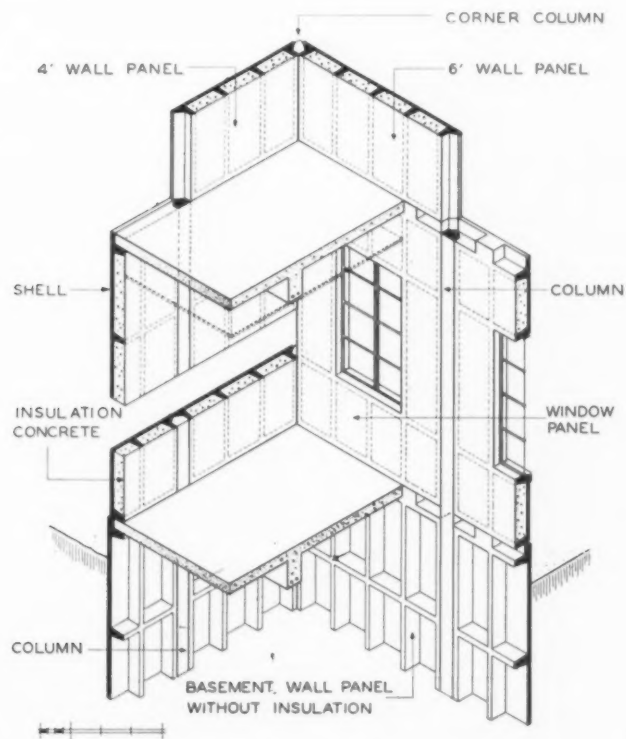 CORNER COLUMN
4' WALL PANEL
6' WALL PANEL
SHELL
COLUMN
INSULATION
CONCRETE
WINDOW
PANEL
COLUMN
BASEMENT, WALL PANEL
WITHOUT INSULATION